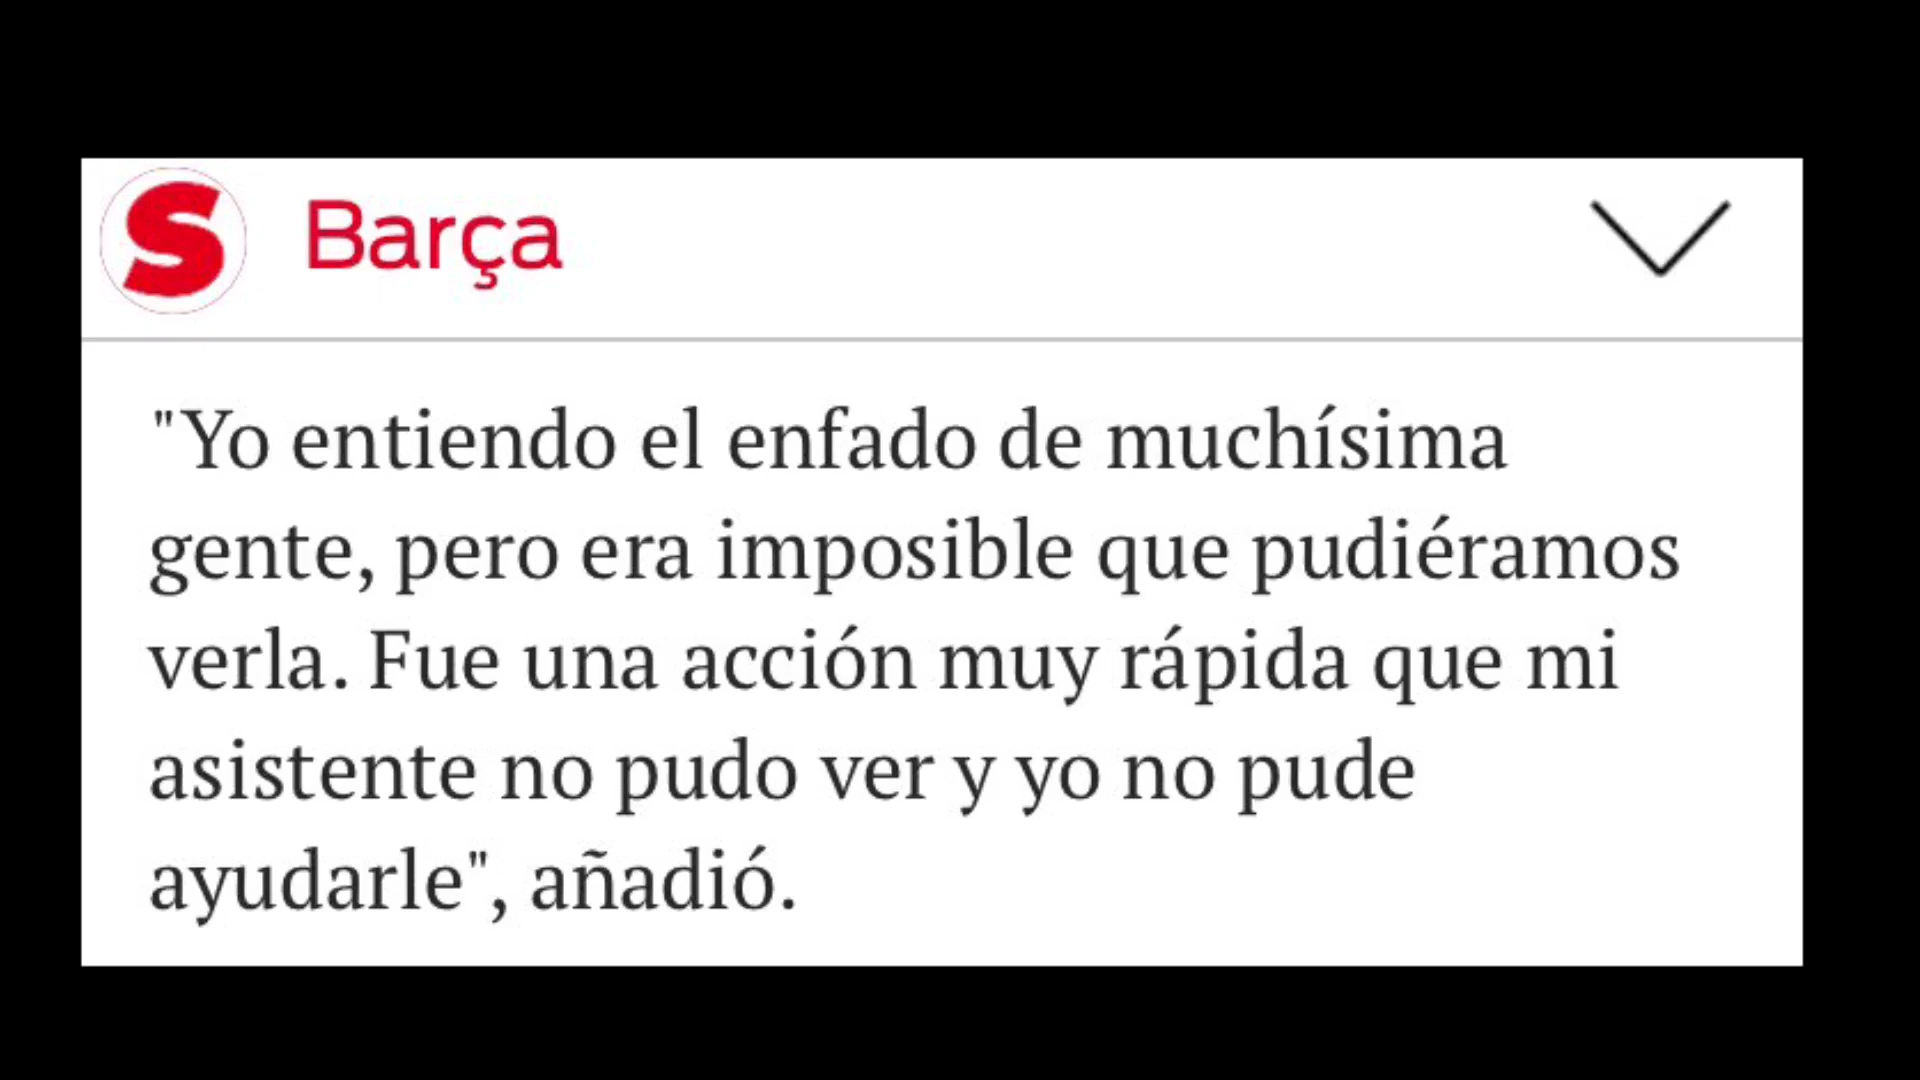 S Barça
"Yo entiendo el enfado de muchísima
gente, pero era imposible que pudiéramos
verla. Fue una acción muy rápida que mi
asistente no pudo ver y yo no pude
ayudarle", añadió.